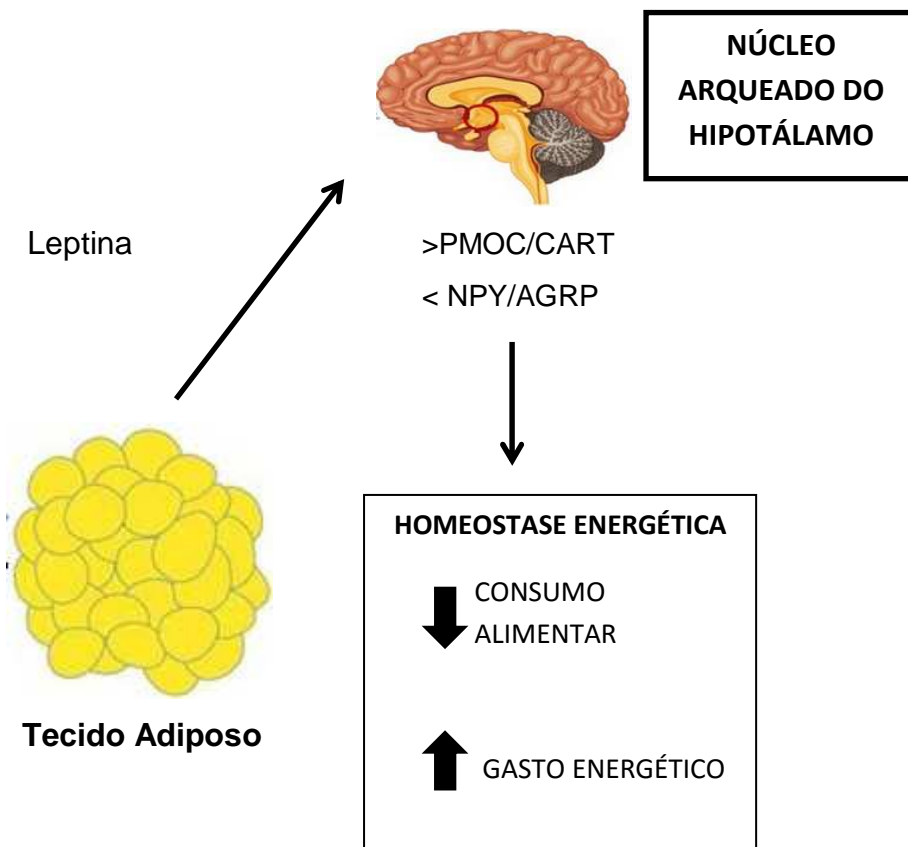 NÚCLEO
ARQUEADO DO
HIPOTÁLAMO
Leptina
>PMOC/CART
< NPY/AGRP
HOMEOSTASE ENERGÉTICA
CONSUMO
ALIMENTAR
GASTO ENERGÉTICO
Tecido Adiposo